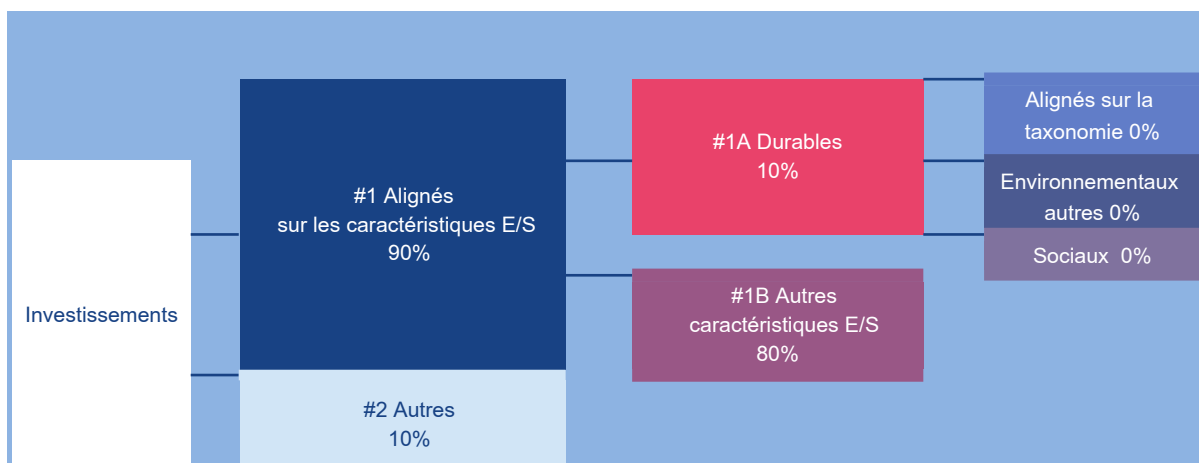 Investissements
#1 Alignés
sur les caractéristiques E/S
90%
#2 Autres
10%
#1A Durables
10%
#1B Autres
caractéristiques E/S
80%
Alignés sur la
taxonomie 0%
Environnementaux
autres 0%
Sociaux 0%